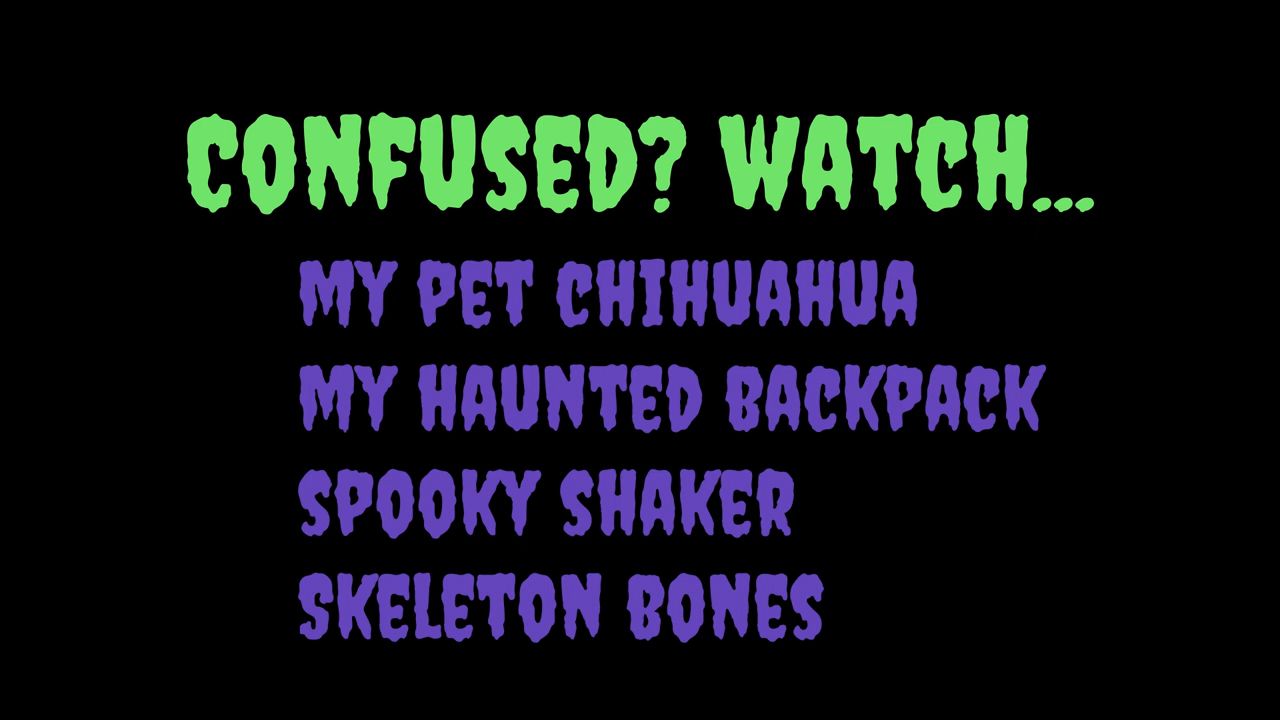 CONFUSED? WATCH...
MY PET CHIHUAHUA
MY HAUNTED BACKPACK
SPOOKY SHAKER
SKELETON BONES